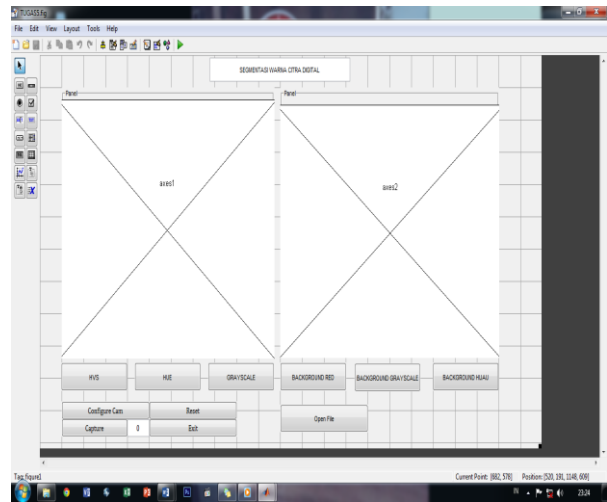 TUGAS5.fig
File Edit View Layout Tools Help
SEGMENTASI WARNA CITRA DIGITAL
Panel Panel
axes1
axes2
HVS HUE GRAYSCALE BACKGROUND RED BACKGROUND GRAYSCALE BACKGROUND HIJAU
Configure Cam Reset
Capture 0 Exit
Open File
Tag: figure1 Current Point: [682, 578] Position: [520, 191, 1148, 609]
IN 23:24